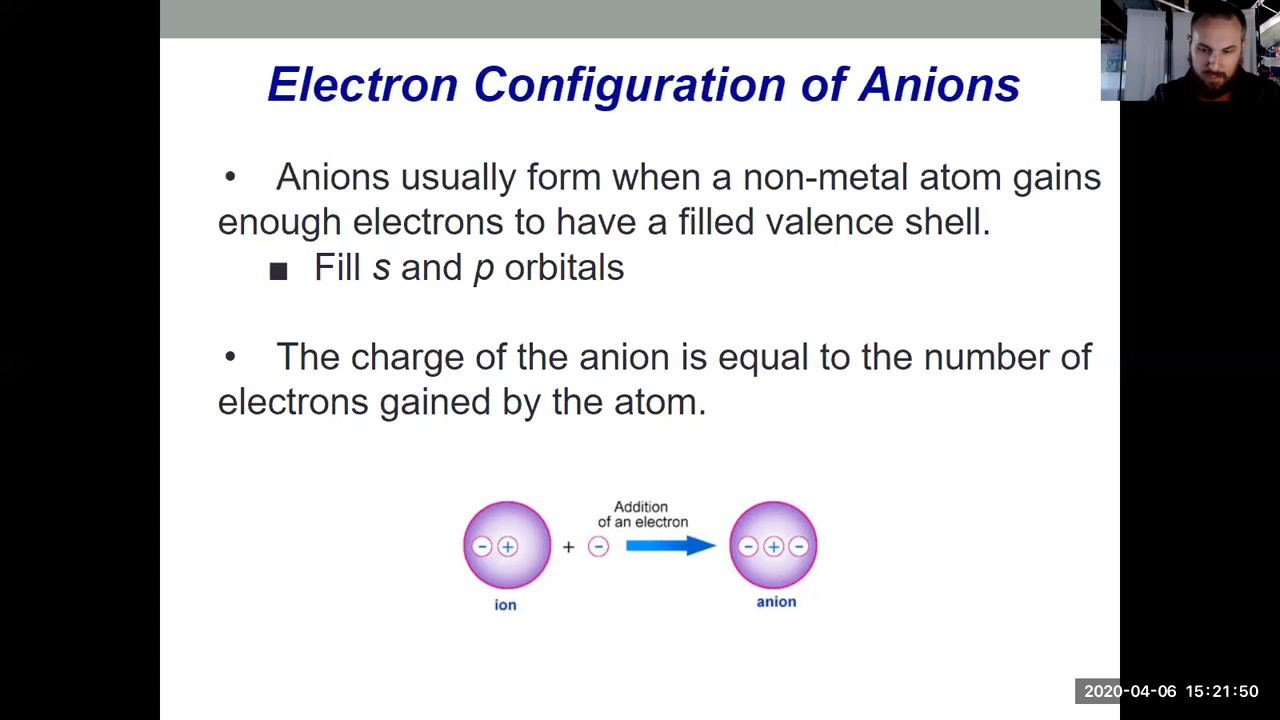 Electron Configuration of Anions
• Anions usually form when a non-metal atom gains
enough electrons to have a filled valence shell.
■ Fill s and p orbitals
• The charge of the anion is equal to the number of
electrons gained by the atom.
Addition
of an electron
- + + - - + -
ion
anion
2020-04-06 15:21:50